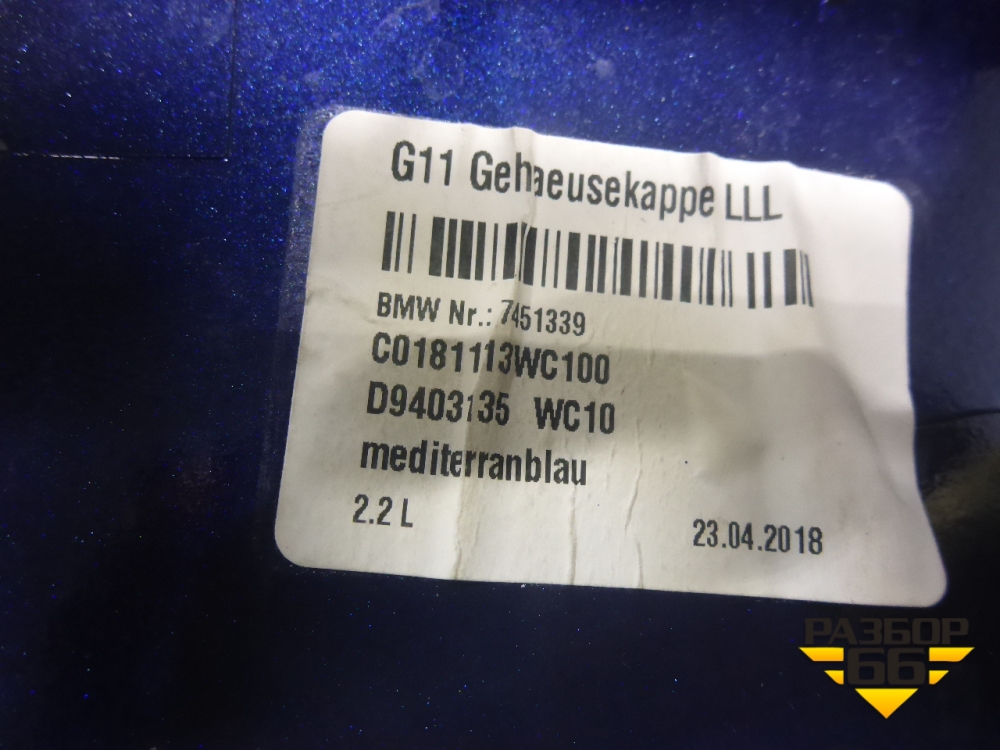 G11 Gehaeusekappe LLL
BMW Nr.: 7451339
C0181113WC100
D9403135 WC10
mediterranblau
2.2 L 23.04.2018
РАЗБОР
66